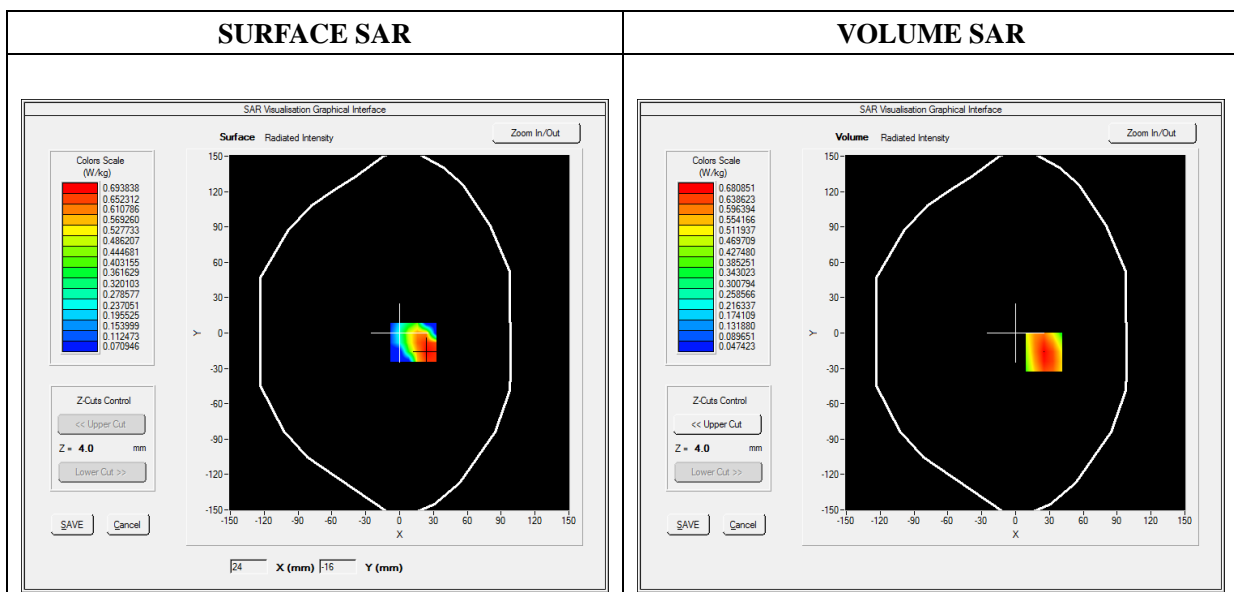 SURFACE SAR
VOLUME SAR
SAR Visualisation Graphical Interface
Surface Radiated Intensity
Zoom In/Out
Colors Scale
(W/kg)
0.693838
0.652312
0.610786
0.569260
0.527733
0.486207
0.444681
0.403155
0.361629
0.320103
0.278577
0.237051
0.195525
0.153999
0.112473
0.070946
Z-Cuts Control
<< Upper Cut
Z = 4.0 mm
Lower Cut >>
SAVE Cancel
150
120
90
60
30
0
-30
-60
-90
-120
-150
Y
-150 -120 -90 -60 -30 0 30 60 90 120 150
X
24 X (mm) -16 Y (mm)
SAR Visualisation Graphical Interface
Volume Radiated Intensity
Zoom In/Out
Colors Scale
(W/kg)
0.680851
0.638623
0.596394
0.554166
0.511937
0.469709
0.427480
0.385251
0.343023
0.300794
0.258566
0.216337
0.174109
0.131880
0.089651
0.047423
Z-Cuts Control
<< Upper Cut
Z = 4.0 mm
Lower Cut >>
SAVE Cancel
150
120
90
60
30
0
-30
-60
-90
-120
-150
Y
-150 -120 -90 -60 -30 0 30 60 90 120 150
X